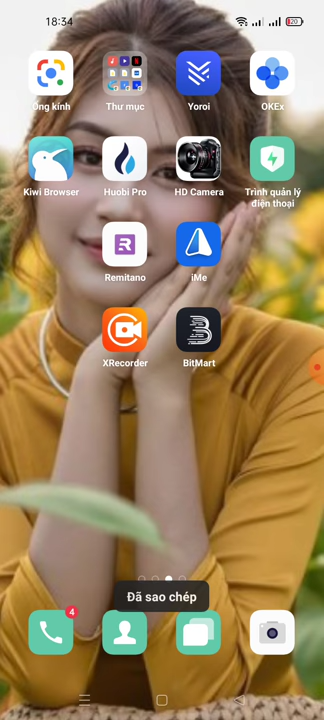 18:34
20
Ống kính
Thư mục
Yoroi
OKEx
Kiwi Browser
Huobi Pro
HD Camera
Trình quản lý
điện thoại
Remitano
iMe
XRecorder
BitMart
Đã sao chép
4